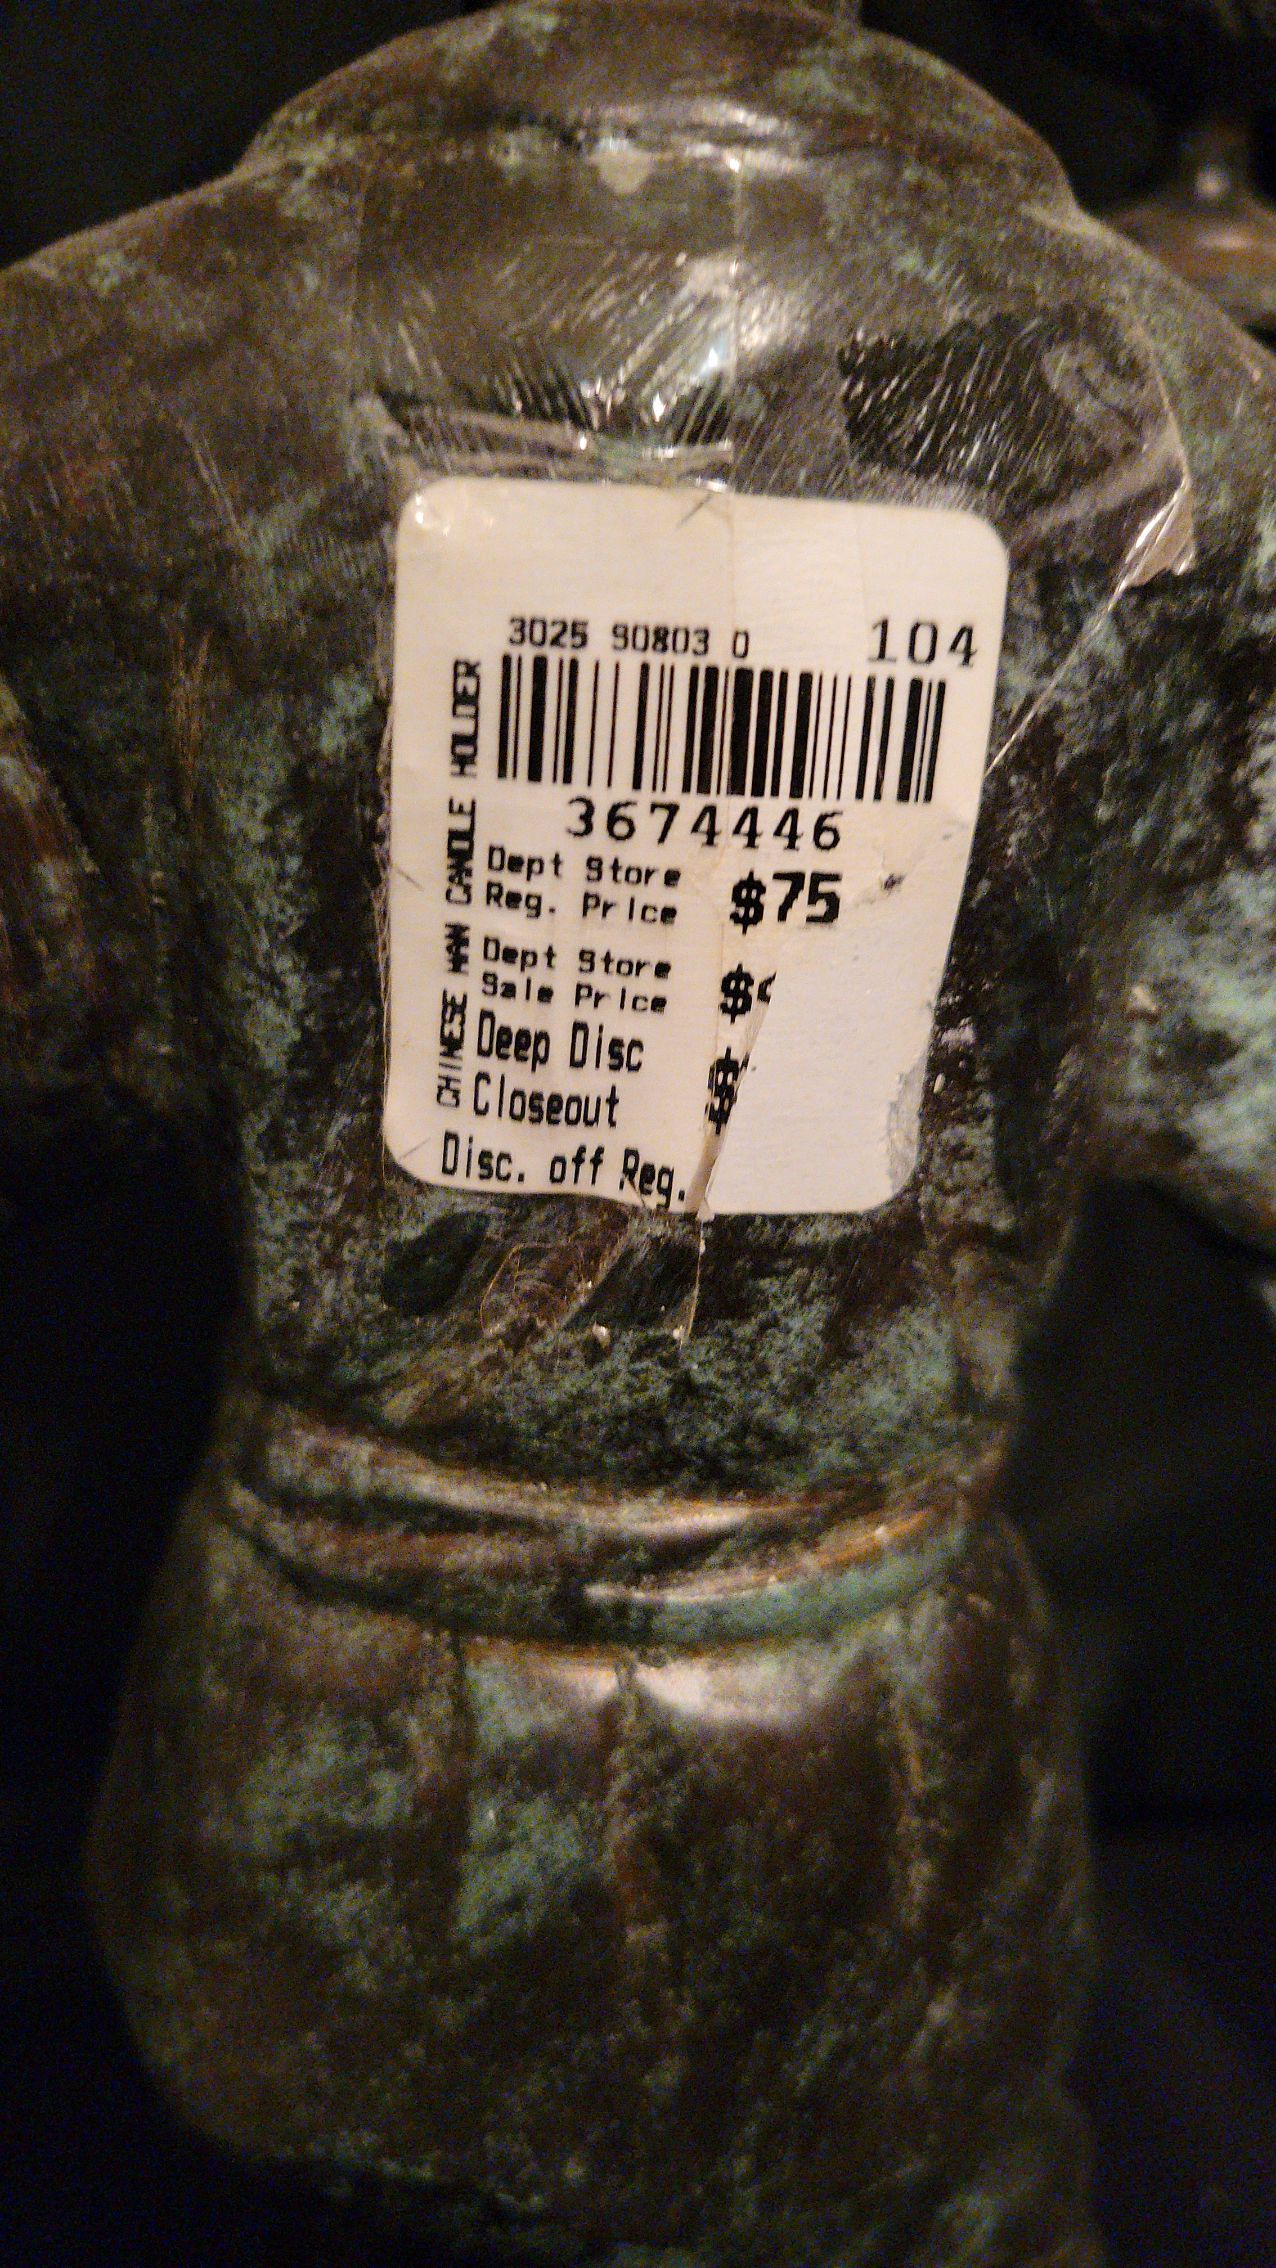 3025 90803 0 104
CHINESE MAN CANDLE HOLDER
3674446
Dept Store
Reg. Price $75
Dept Store
Sale Price $
Deep Disc
Closeout $
Disc. off Reg.